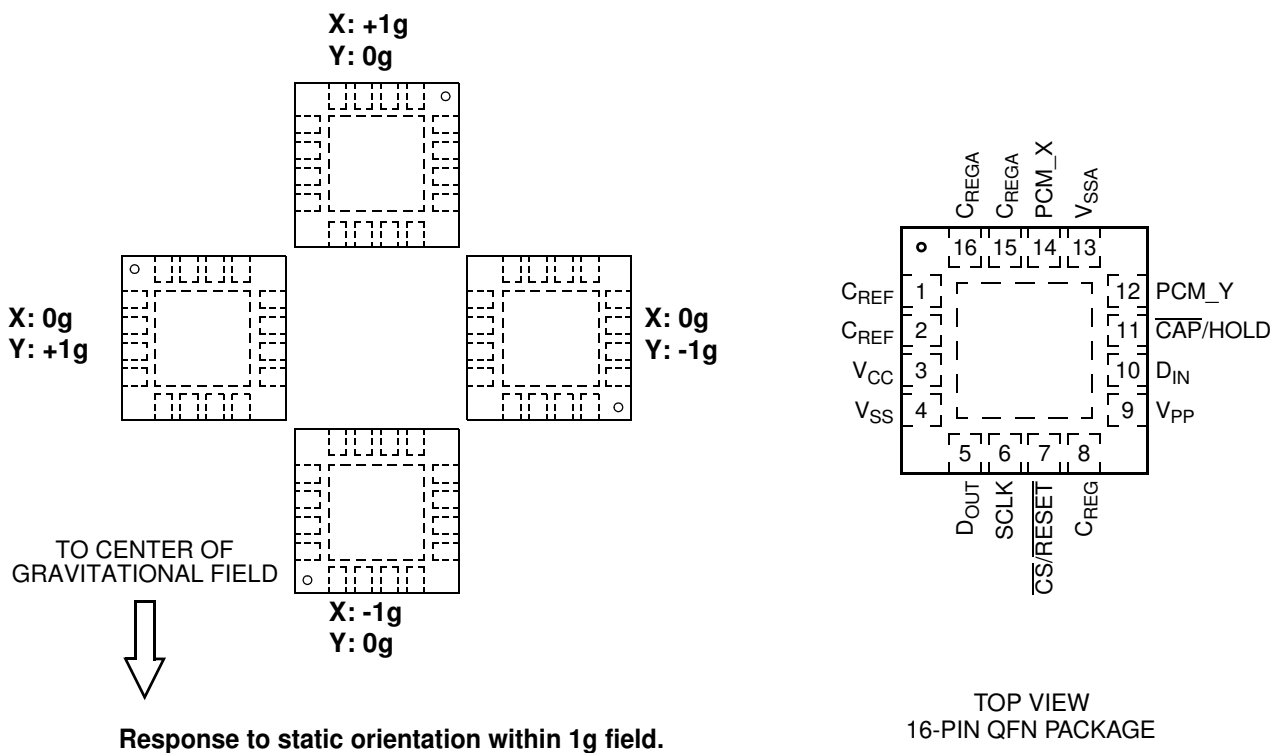 X: +1g
Y: 0g
X: 0g
Y: +1g
X: 0g
Y: -1g
X: -1g
Y: 0g
TO CENTER OF
GRAVITATIONAL FIELD
Response to static orientation within 1g field.
CREGA
CREGA
PCM_X
VSSA
16
15
14
13
CREF
1
CREF
2
VCC
3
VSS
4
12
PCM_Y
11
C̅A̅P̅/HOLD
10
DIN
9
VPP
5
6
7
8
DOUT
SCLK
C̅S̅/R̅E̅S̅E̅T̅
CREG
TOP VIEW
16-PIN QFN PACKAGE